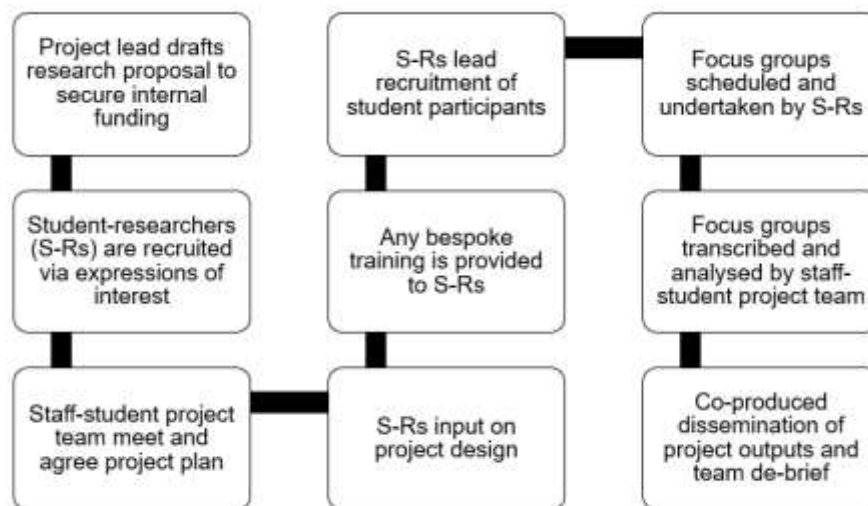 Project lead drafts
research proposal to
secure internal
funding
Student-researchers
(S-Rs) are recruited
via expressions of
interest
Staff-student project
team meet and
agree project plan
S-Rs input on
project design
Any bespoke
training is provided
to S-Rs
S-Rs lead
recruitment of
student participants
Focus groups
scheduled and
undertaken by S-Rs
Focus groups
transcribed and
analysed by staff-
student project team
Co-produced
dissemination of
project outputs and
team de-brief